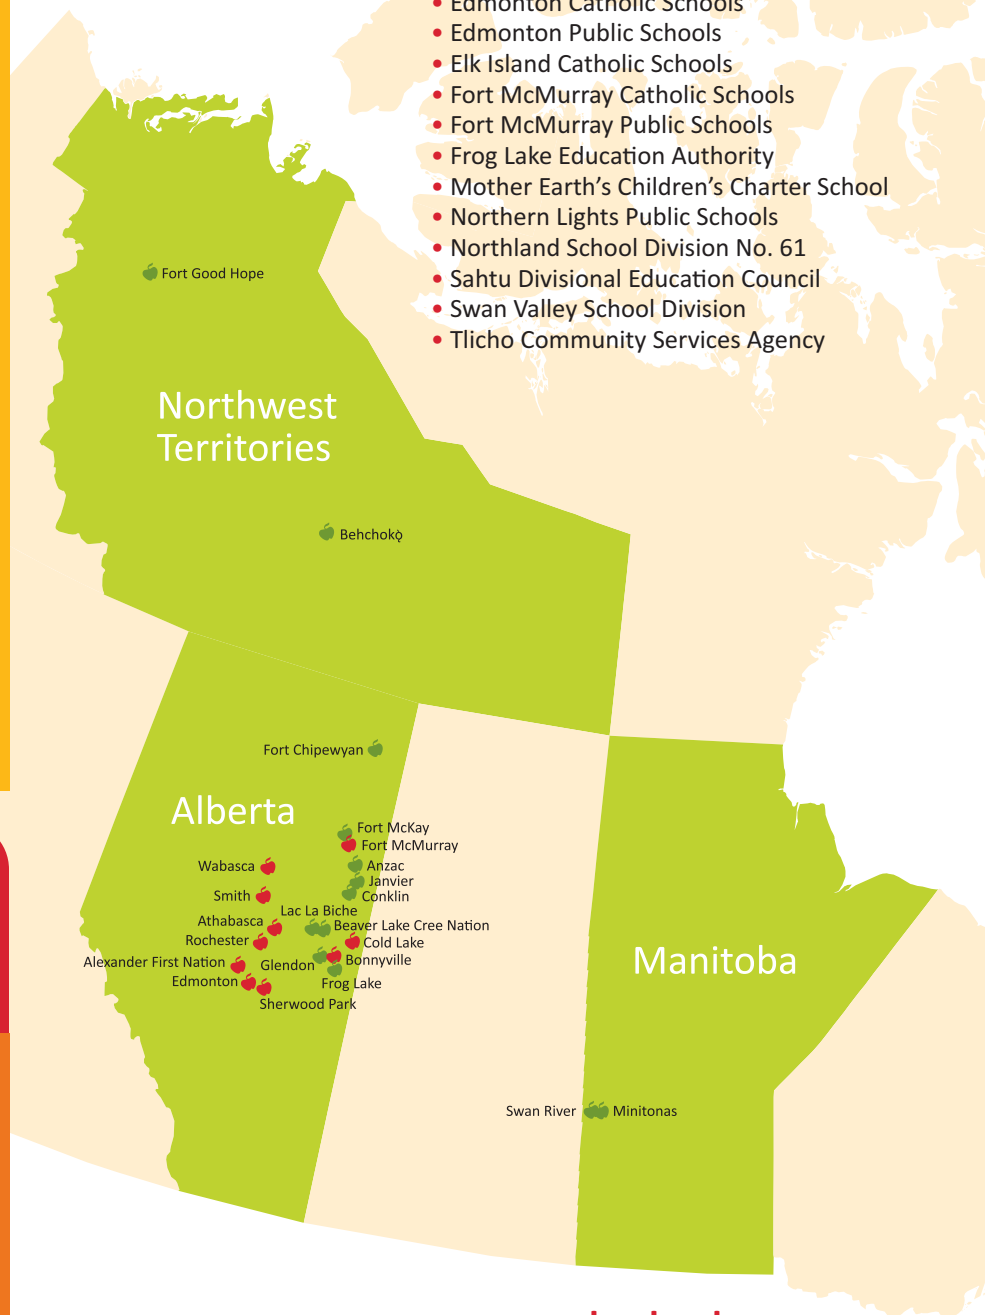 • Edmonton Catholic Schools
• Edmonton Public Schools
• Elk Island Catholic Schools
• Fort McMurray Catholic Schools
• Fort McMurray Public Schools
• Frog Lake Education Authority
• Mother Earth's Children's Charter School
• Northern Lights Public Schools
• Northland School Division No. 61
• Sahtu Divisional Education Council
• Swan Valley School Division
• Tlicho Community Services Agency
Fort Good Hope
Northwest
Territories
Behchokǫ̀
Fort Chipewyan
Alberta
Fort McKay
Fort McMurray
Wabasca
Anzac
Janvier
Smith
Conklin
Lac La Biche
Athabasca
Beaver Lake Cree Nation
Rochester
Cold Lake
Alexander First Nation
Glendon
Bonnyville
Edmonton
Frog Lake
Sherwood Park
Manitoba
Swan River
Minitonas